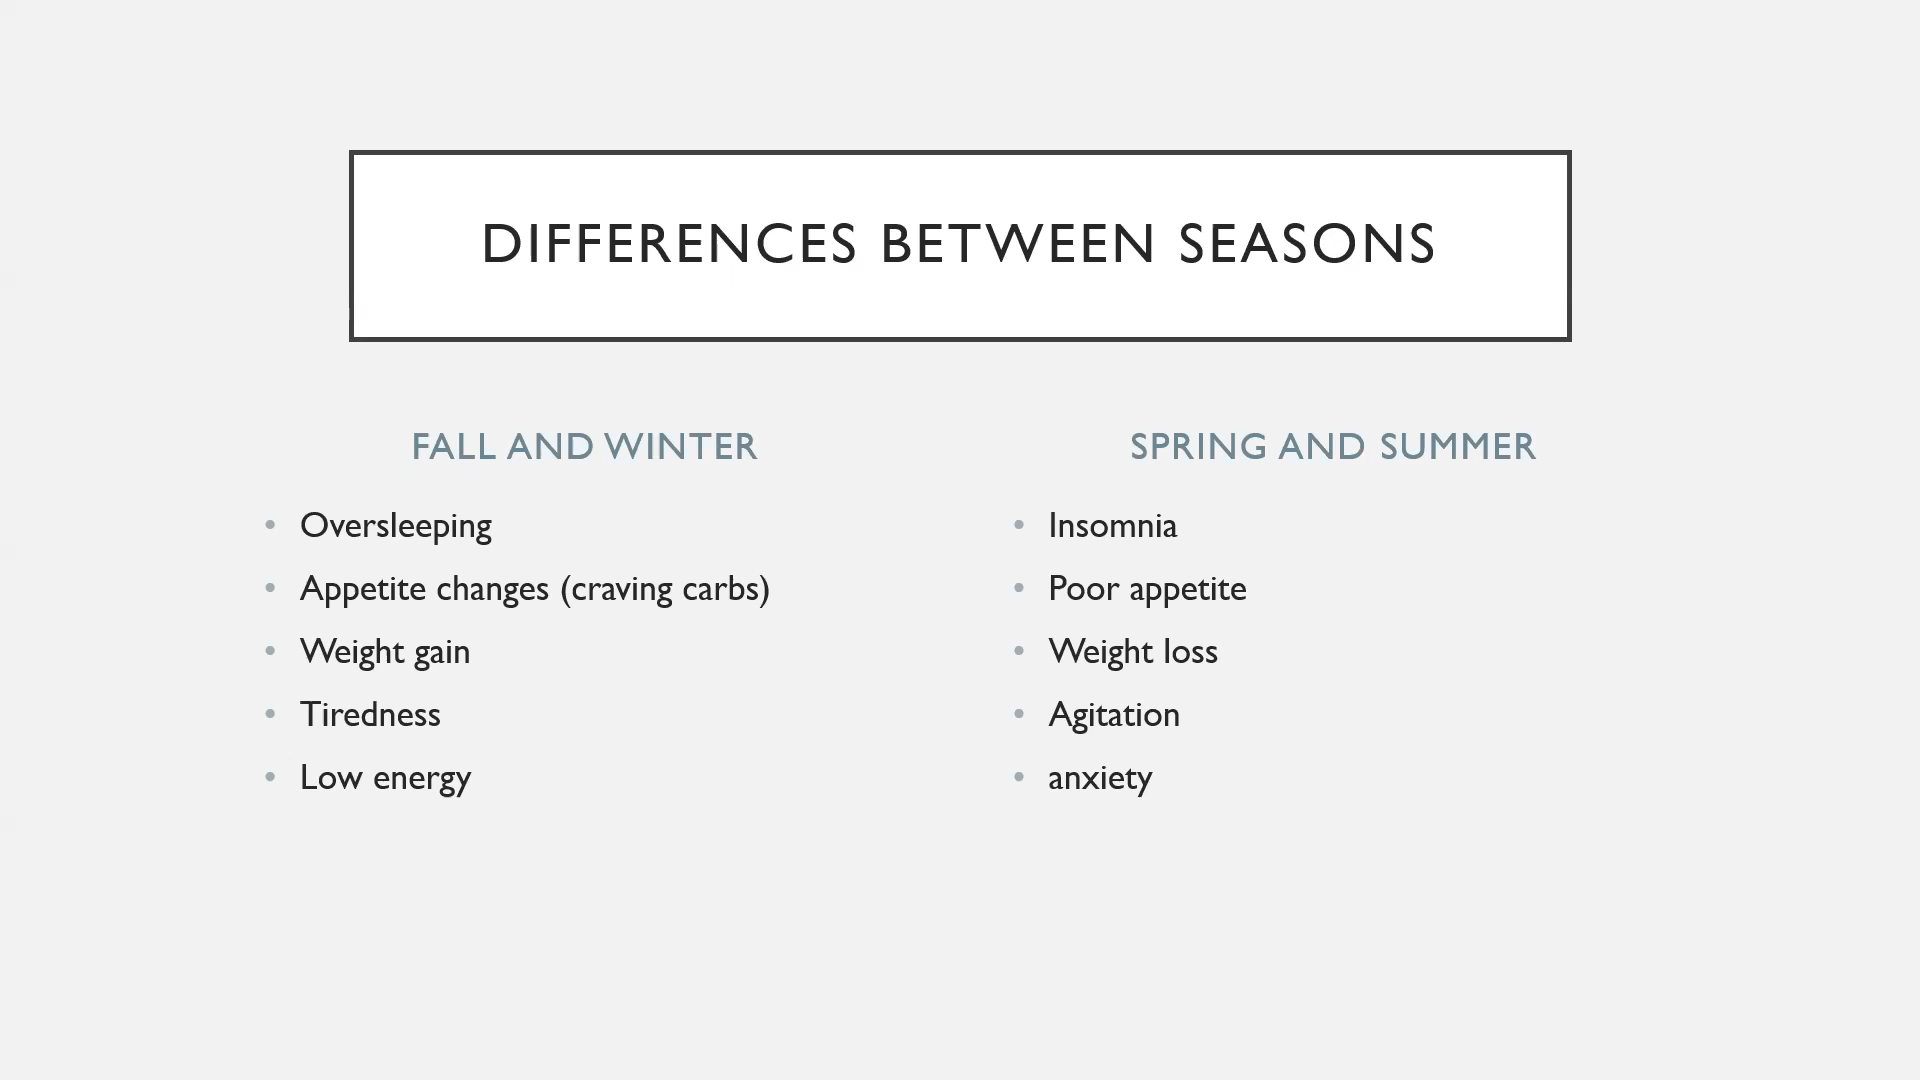 DIFFERENCES BETWEEN SEASONS
FALL AND WINTER
• Oversleeping
• Appetite changes (craving carbs)
• Weight gain
• Tiredness
• Low energy
SPRING AND SUMMER
• Insomnia
• Poor appetite
• Weight loss
• Agitation
• anxiety